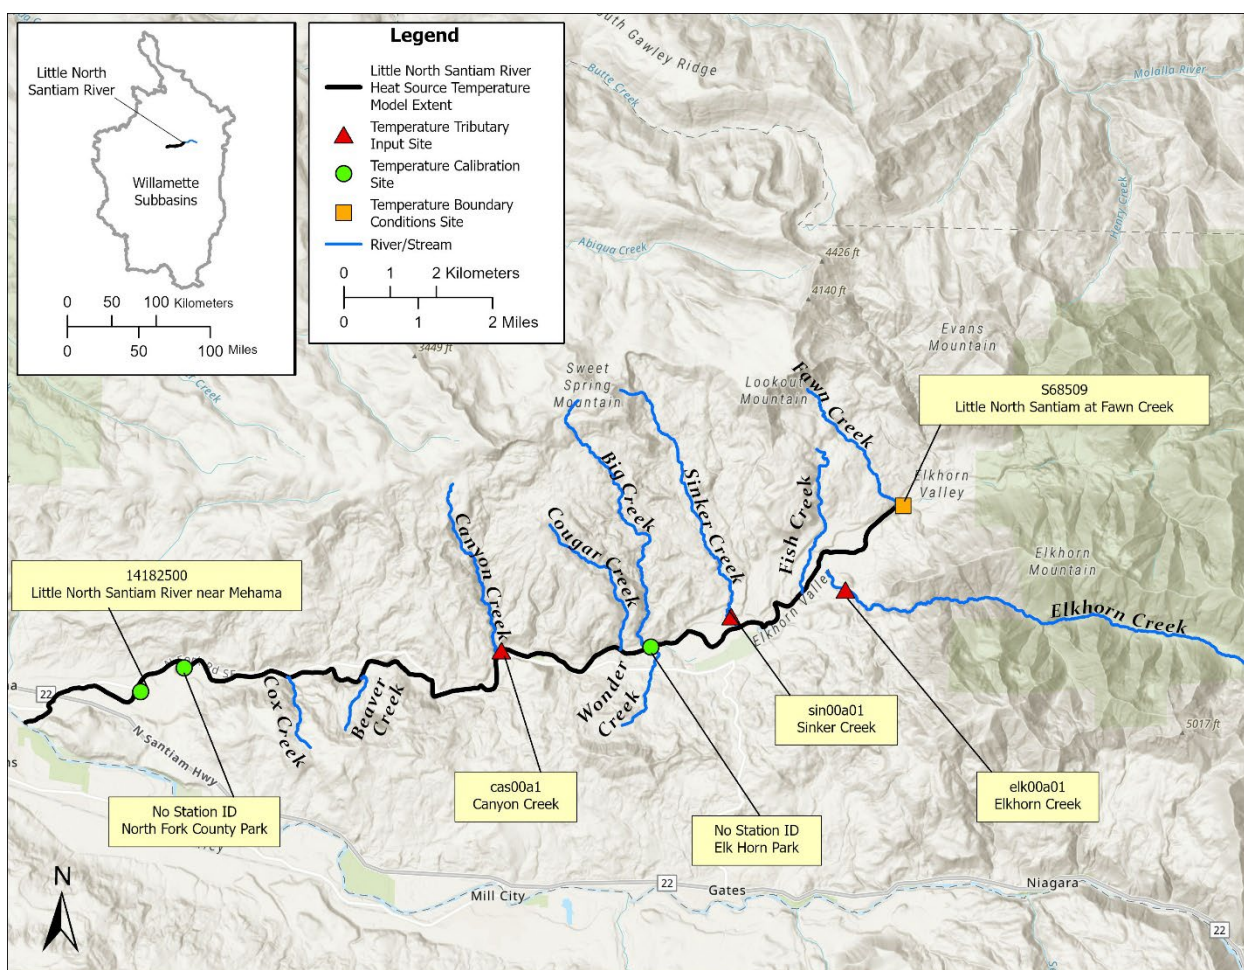 Little North
Santiam River
Willamette
Subbasins
0 50 100 Kilometers
0 50 100 Miles
Legend
Little North Santiam River
Heat Source Temperature
Model Extent
Temperature Tributary
Input Site
Temperature Calibration
Site
Temperature Boundary
Conditions Site
River/Stream
0 1 2 Kilometers
0 1 2 Miles
Gawley Ridge
Butte Creek
Molalla River
Henry Creek
Abiqua Creek
4426 ft
4140 ft
3449 ft
Evans
Mountain
Sweet
Spring
Mountain
Lookout
Mountain
Fawn Creek
S68509
Little North Santiam at Fawn Creek
Elkhorn
Valley
Big Creek
Sinker Creek
Fish Creek
Canyon Creek
Cougar Creek
Elkhorn
Mountain
Elkhorn Valley
Elkhorn Creek
14182500
Little North Santiam River near Mehama
22
Cox Creek
Beaver
Creek
Wonder
Creek
N Santiam Hwy
sin00a01
Sinker Creek
5017 ft
cas00a1
Canyon Creek
elk00a01
Elkhorn Creek
No Station ID
North Fork County Park
No Station ID
Elk Horn Park
N
Mill City
22
Gates
Niagara
22